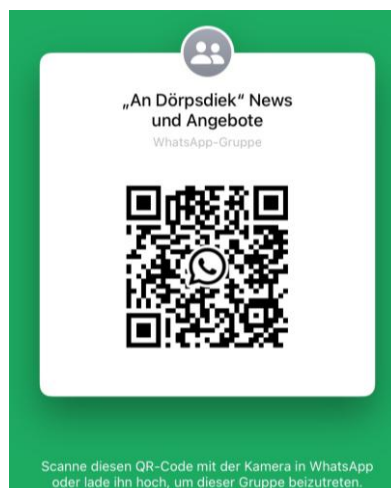 „An Dörpsdiek“ News
und Angebote
WhatsApp-Gruppe
Scanne diesen QR-Code mit der Kamera in WhatsApp
oder lade ihn hoch, um dieser Gruppe beizutreten.